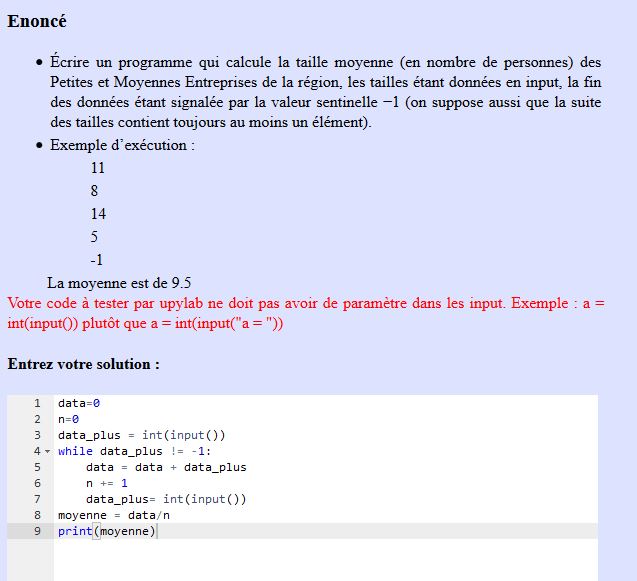 Enoncé
• Écrire un programme qui calcule la taille moyenne (en nombre de personnes) des
Petites et Moyennes Entreprises de la région, les tailles étant données en input, la fin
des données étant signalée par la valeur sentinelle −1 (on suppose aussi que la suite
des tailles contient toujours au moins un élément).
• Exemple d'exécution :
11
8
14
5
-1
La moyenne est de 9.5
Votre code à tester par upylab ne doit pas avoir de paramètre dans les input. Exemple : a =
int(input()) plutôt que a = int(input("a = "))
Entrez votre solution :
1 data=0
2 n=0
3 data_plus = int(input())
4 while data_plus != -1:
5     data = data + data_plus
6     n += 1
7     data_plus= int(input())
8 moyenne = data/n
9 print(moyenne)